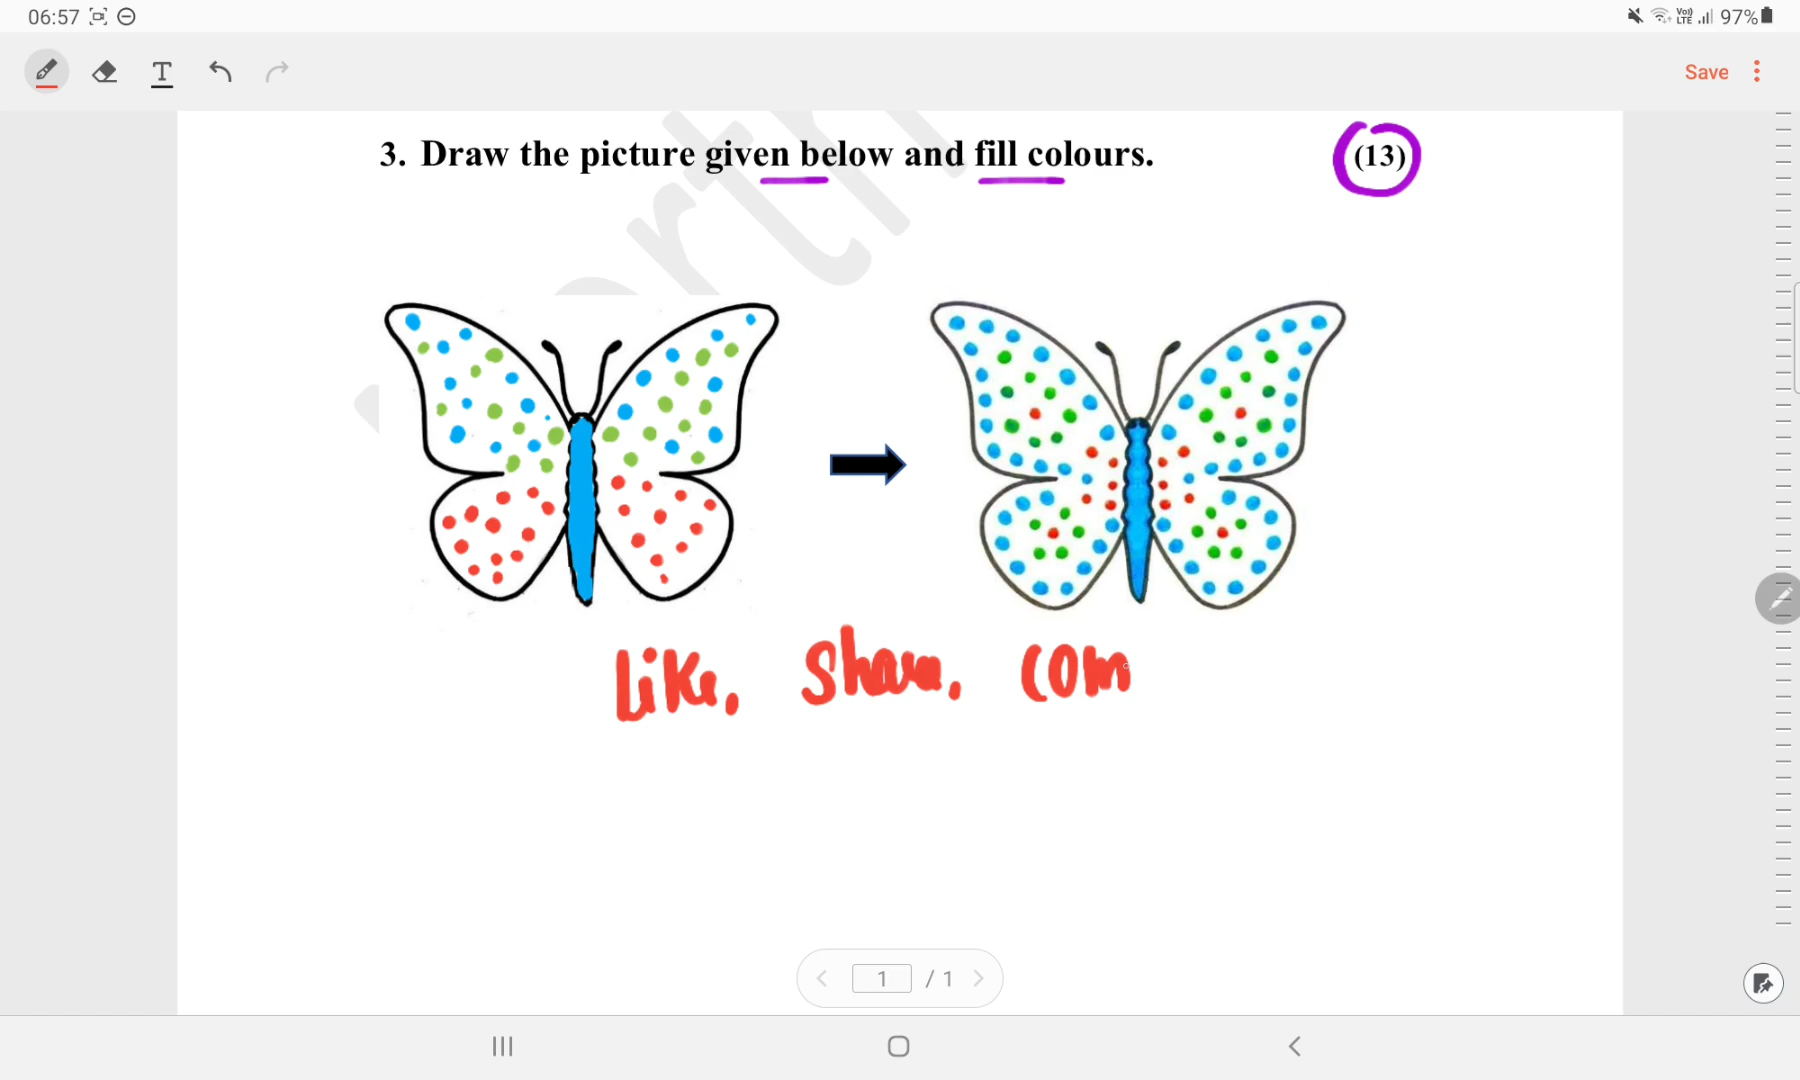 06:57 97%
Save
3. Draw the picture given below and fill colours. (13)
like, share, com
1 / 1